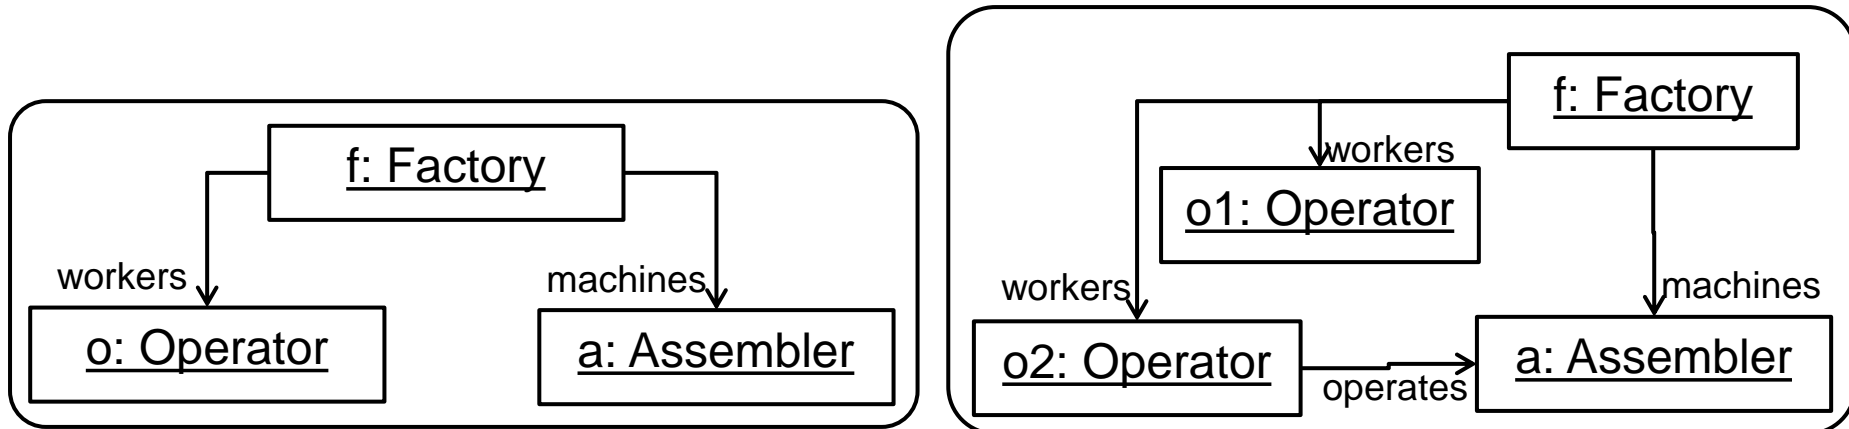 f: Factory
workers
machines
o: Operator
a: Assembler
f: Factory
workers
o1: Operator
workers
machines
o2: Operator
operates
a: Assembler